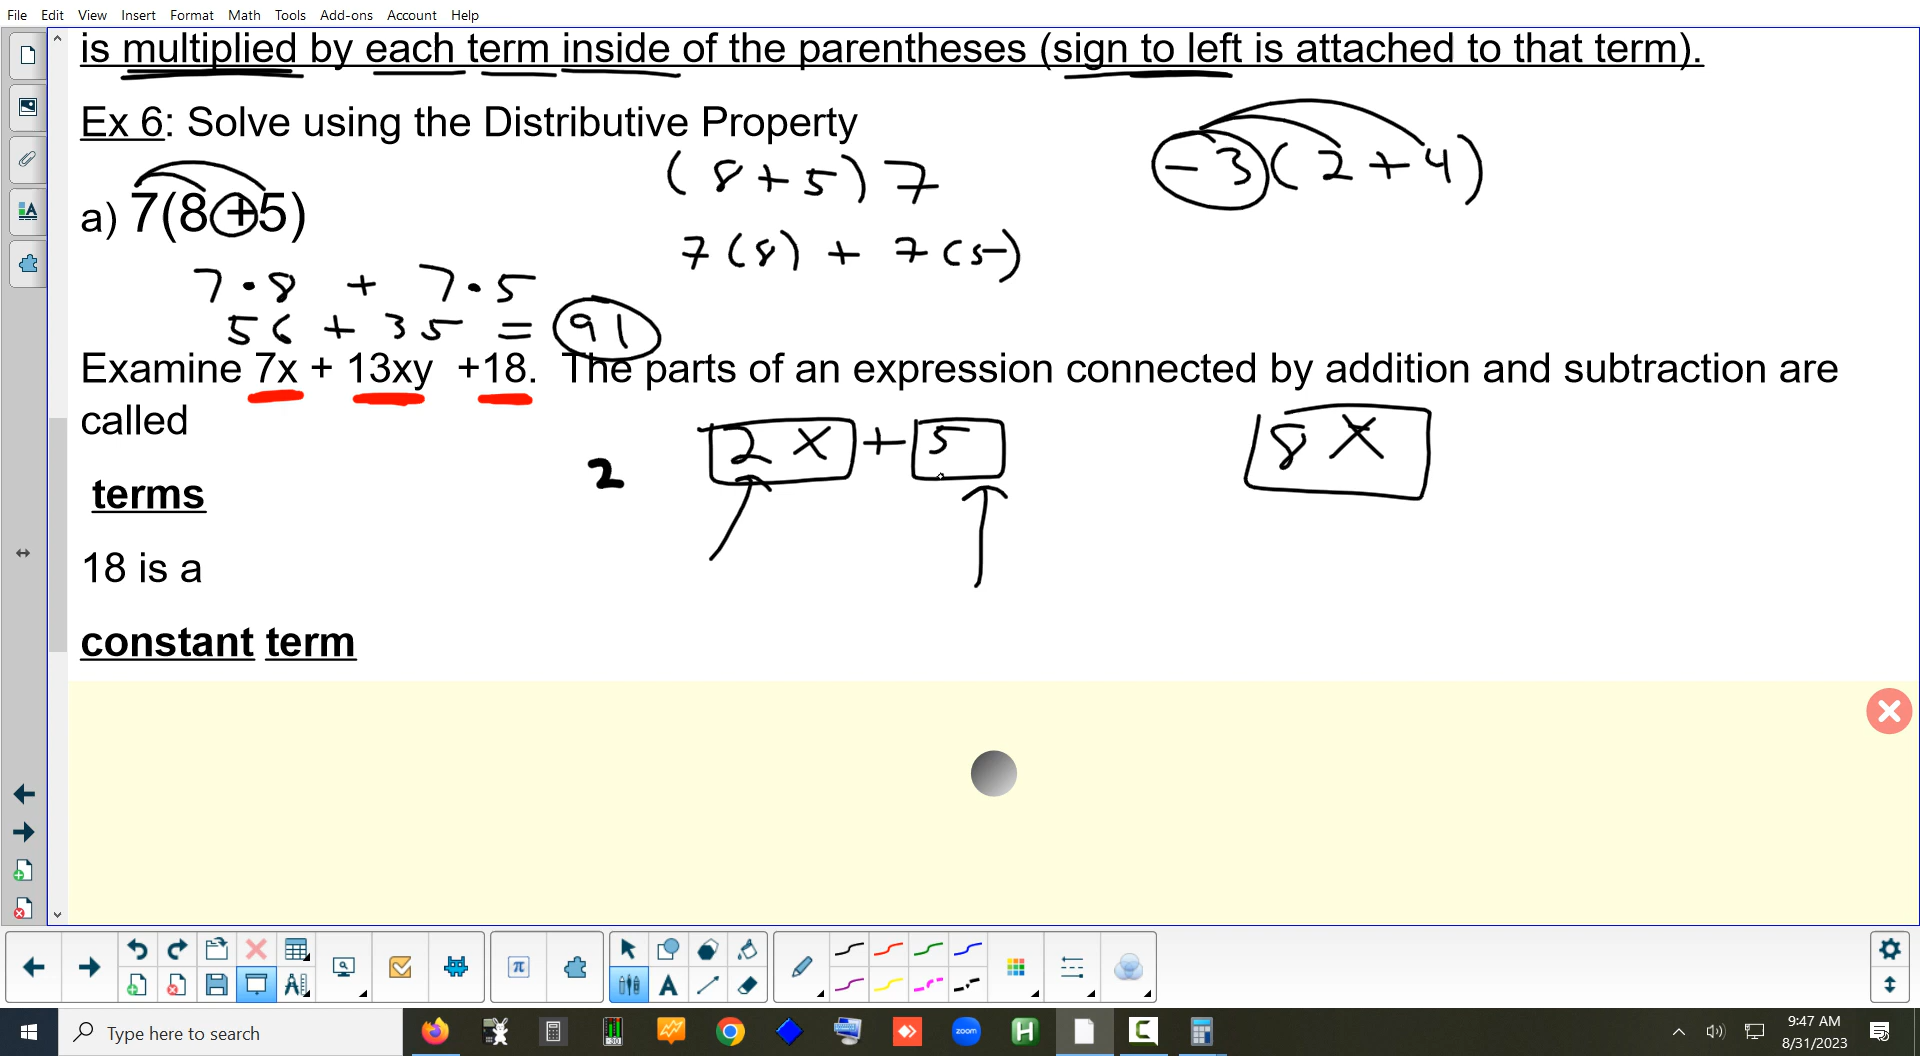 File Edit View Insert Format Math Tools Add-ons Account Help
is multiplied by each term inside of the parentheses (sign to left is attached to that term).
Ex 6: Solve using the Distributive Property
(8+5)7
-3(2+4)
a) 7(8+5)
7(8) + 7(5)
7•8 + 7•5
56 + 35 = 91
Examine 7x + 13xy +18. The parts of an expression connected by addition and subtraction are
called
2 2x + 5
8x
terms
18 is a
constant term
Type here to search
zoom
9:47 AM
8/31/2023